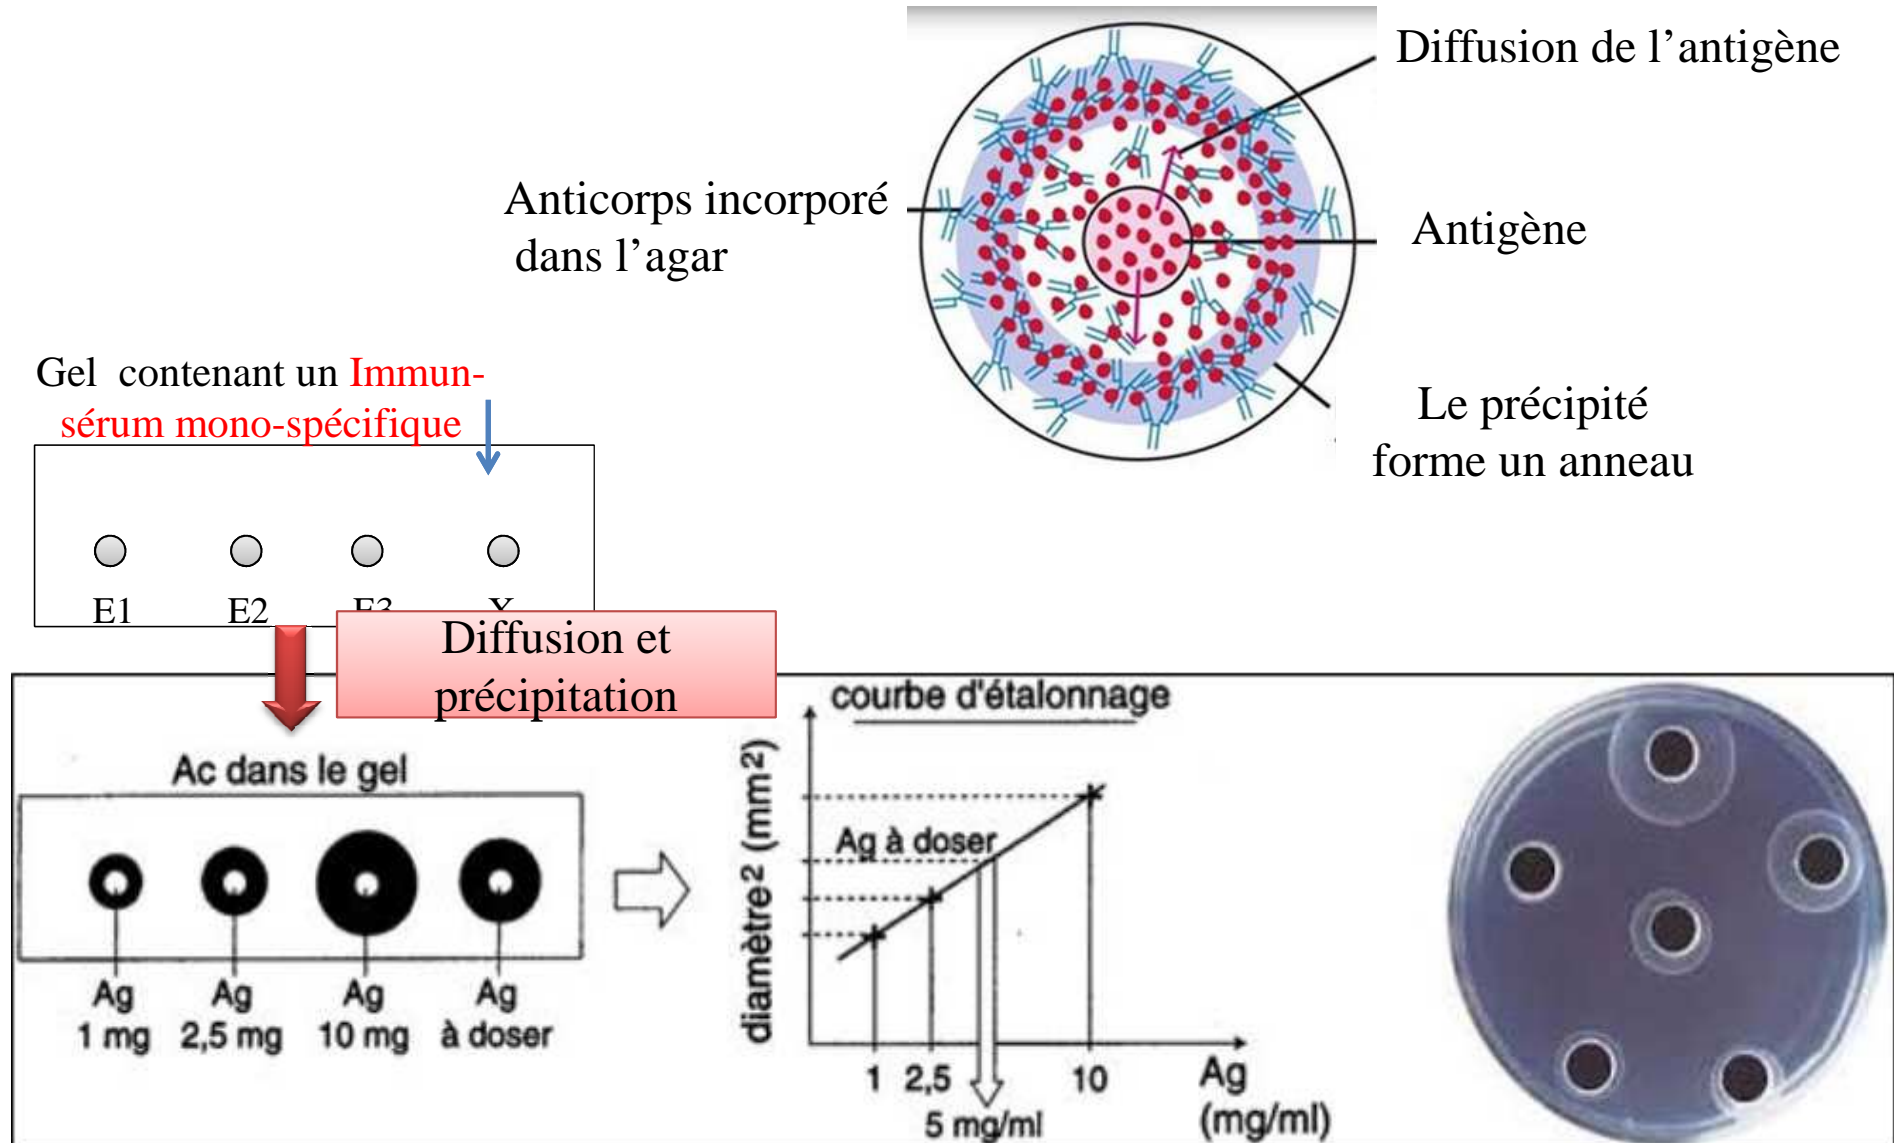 Diffusion de l’antigène
Anticorps incorporé
dans l’agar
Antigène
Le précipité
forme un anneau
Gel contenant un Immun-
sérum mono-spécifique
E1 E2 E3 X
Diffusion et
précipitation
Ac dans le gel
Ag Ag Ag Ag
1 mg 2,5 mg 10 mg à doser
courbe d'étalonnage
diamètre² (mm²)
Ag à doser
1 2,5 10 Ag
5 mg/ml (mg/ml)